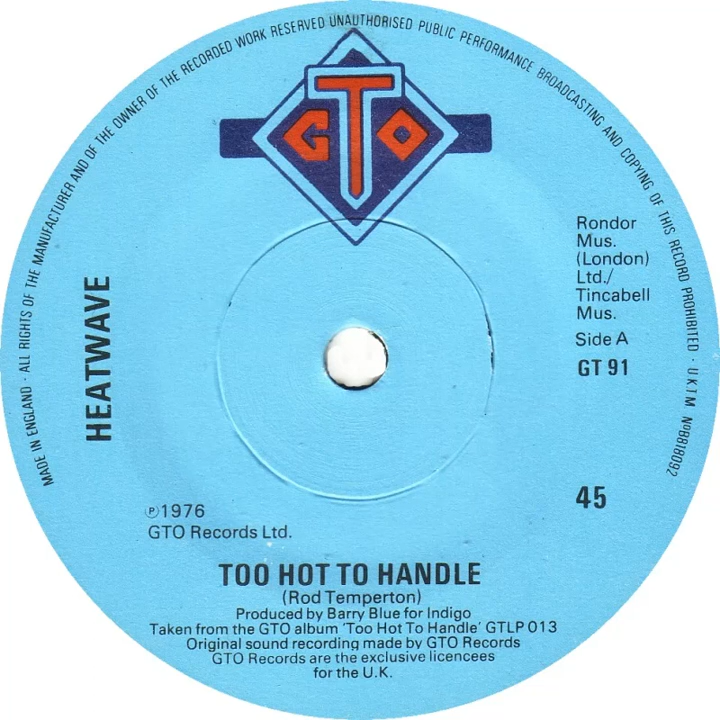 MADE IN ENGLAND · ALL RIGHTS OF THE MANUFACTURER AND OF THE OWNER OF THE RECORDED WORK RESERVED UNAUTHORISED PUBLIC PERFORMANCE BROADCASTING AND COPYING OF THIS RECORD PROHIBITED · U K T M No BB18092
GTO
HEATWAVE
Rondor
Mus.
(London)
Ltd./
Tincabell
Mus.
Side A
GT 91
45
℗1976
GTO Records Ltd.
TOO HOT TO HANDLE
(Rod Temperton)
Produced by Barry Blue for Indigo
Taken from the GTO album 'Too Hot To Handle' GTLP 013
Original sound recording made by GTO Records
GTO Records are the exclusive licencees
for the U.K.